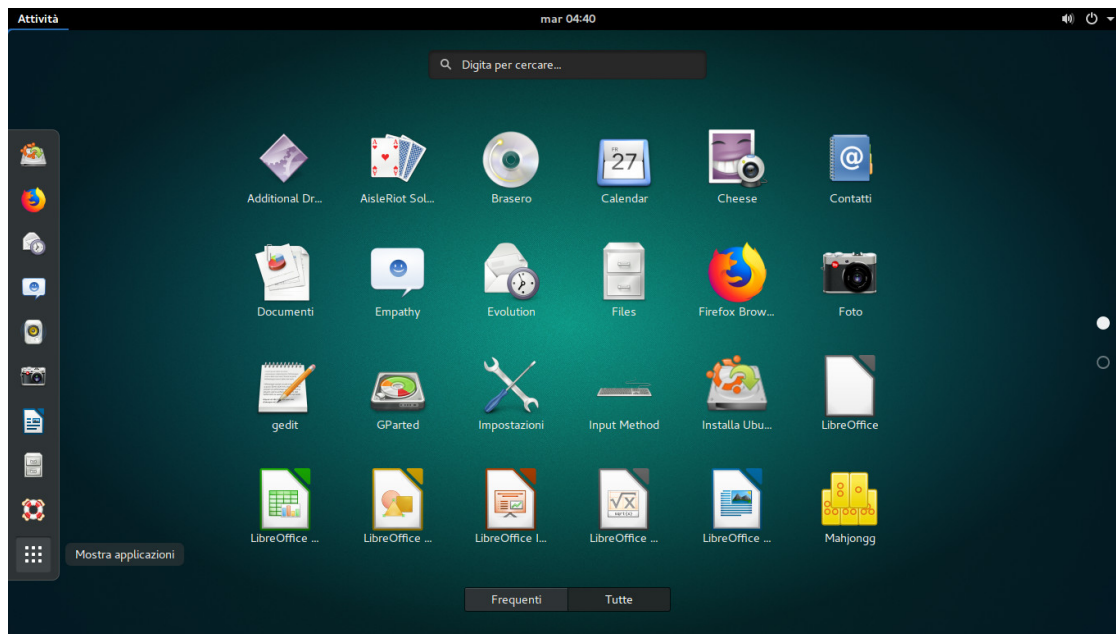 Attività
mar 04:40
Digita per cercare...
Additional Dr...
AisleRiot Sol...
Brasero
Calendar
Cheese
Contatti
Documenti
Empathy
Evolution
Files
Firefox Brow...
Foto
gedit
GParted
Impostazioni
Input Method
Installa Ubu...
LibreOffice
LibreOffice ...
LibreOffice ...
LibreOffice I...
LibreOffice ...
LibreOffice ...
Mahjongg
Mostra applicazioni
Frequenti
Tutte
27